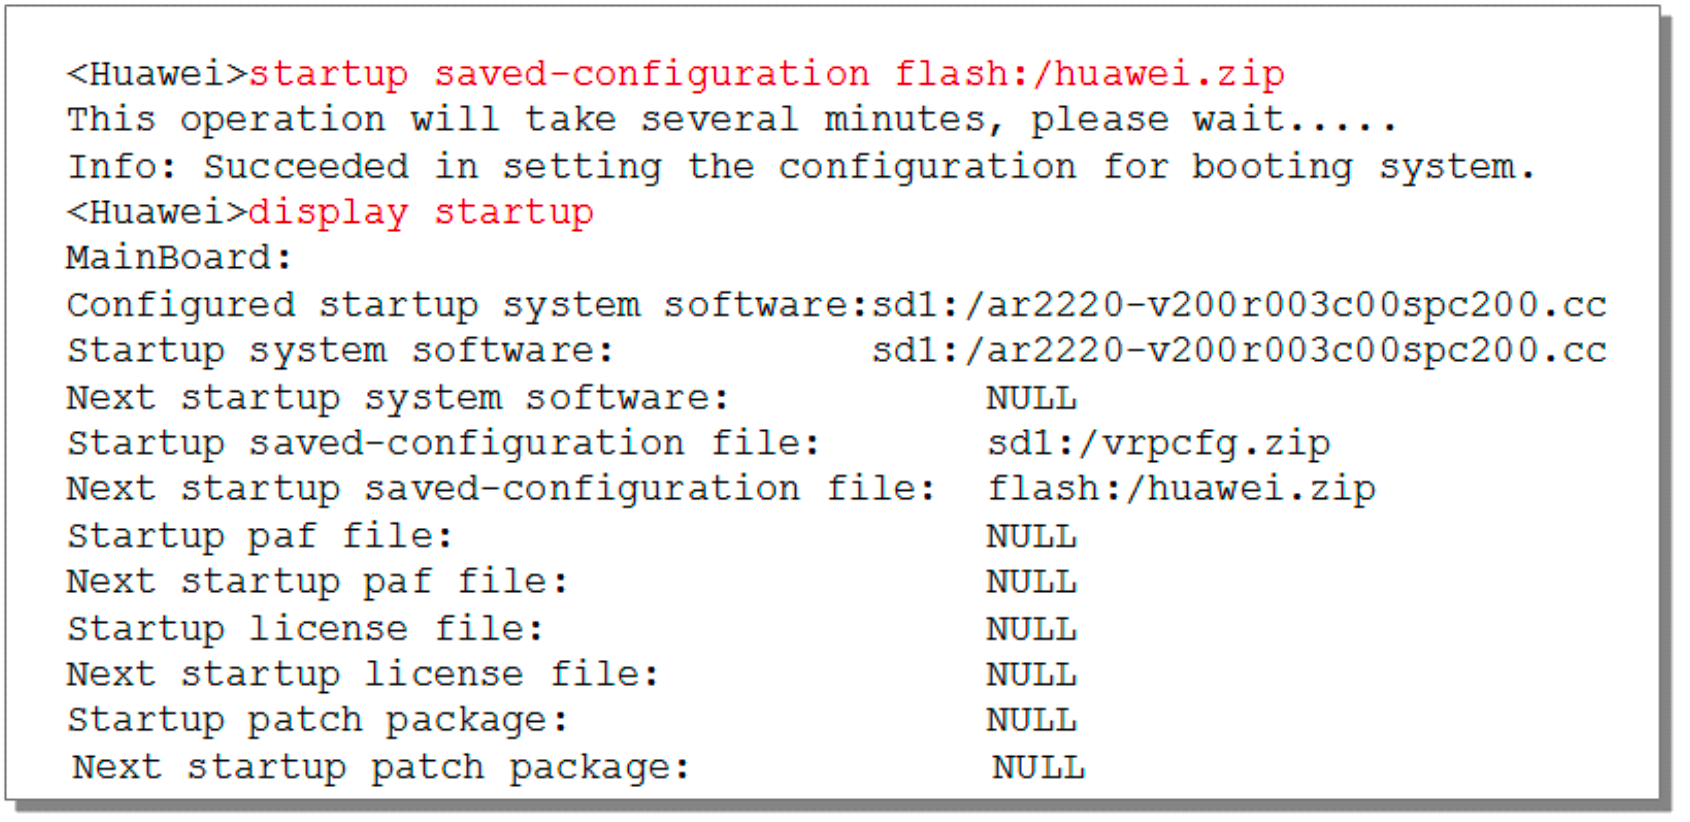 <Huawei>startup saved-configuration flash:/huawei.zip
This operation will take several minutes, please wait.....
Info: Succeeded in setting the configuration for booting system.
<Huawei>display startup
MainBoard:
Configured startup system software:sd1:/ar2220-v200r003c00spc200.cc
Startup system software: sd1:/ar2220-v200r003c00spc200.cc
Next startup system software: NULL
Startup saved-configuration file: sd1:/vrpcfg.zip
Next startup saved-configuration file: flash:/huawei.zip
Startup paf file: NULL
Next startup paf file: NULL
Startup license file: NULL
Next startup license file: NULL
Startup patch package: NULL
Next startup patch package: NULL